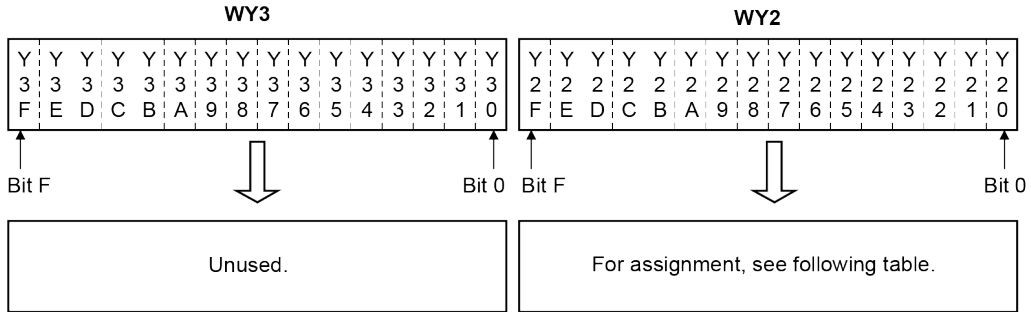 WY3 WY2
Y Y Y Y Y Y Y Y Y Y Y Y Y Y Y Y Y Y Y Y Y Y Y Y Y Y Y Y Y Y Y Y
3 3 3 3 3 3 3 3 3 3 3 3 3 3 3 3 2 2 2 2 2 2 2 2 2 2 2 2 2 2 2 2
F E D C B A 9 8 7 6 5 4 3 2 1 0 F E D C B A 9 8 7 6 5 4 3 2 1 0
Bit F Bit 0 Bit F Bit 0
Unused. For assignment, see following table.